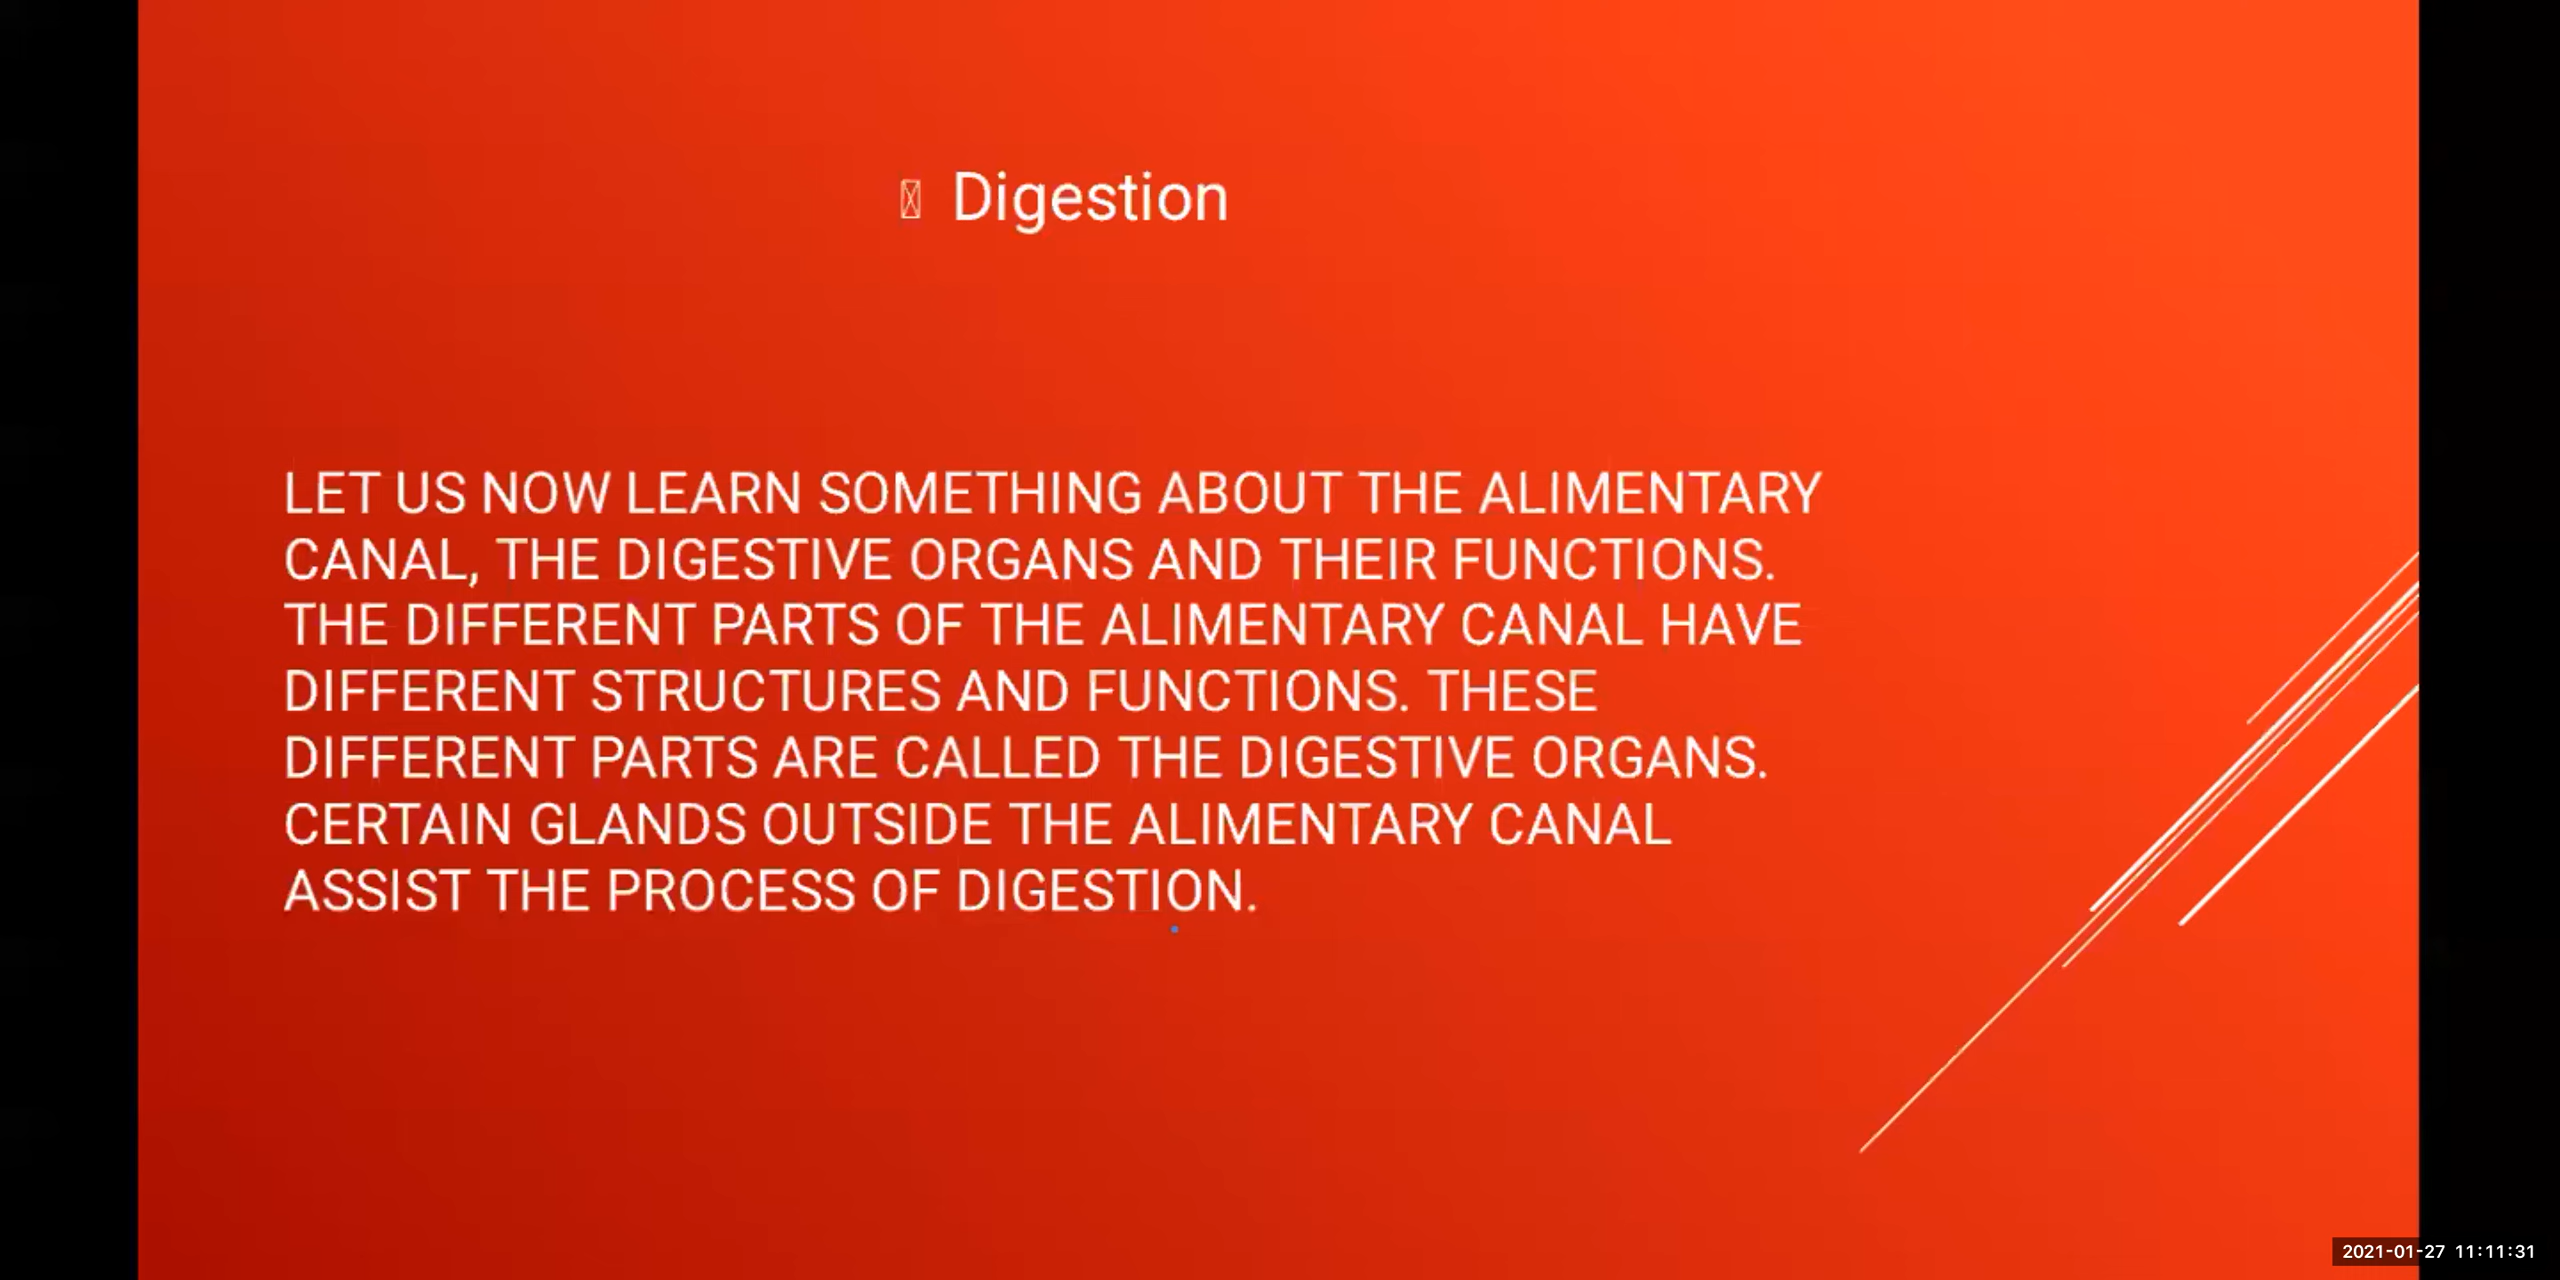 Digestion
LET US NOW LEARN SOMETHING ABOUT THE ALIMENTARY
CANAL, THE DIGESTIVE ORGANS AND THEIR FUNCTIONS.
THE DIFFERENT PARTS OF THE ALIMENTARY CANAL HAVE
DIFFERENT STRUCTURES AND FUNCTIONS. THESE
DIFFERENT PARTS ARE CALLED THE DIGESTIVE ORGANS.
CERTAIN GLANDS OUTSIDE THE ALIMENTARY CANAL
ASSIST THE PROCESS OF DIGESTION.
2021-01-27 11:11:31